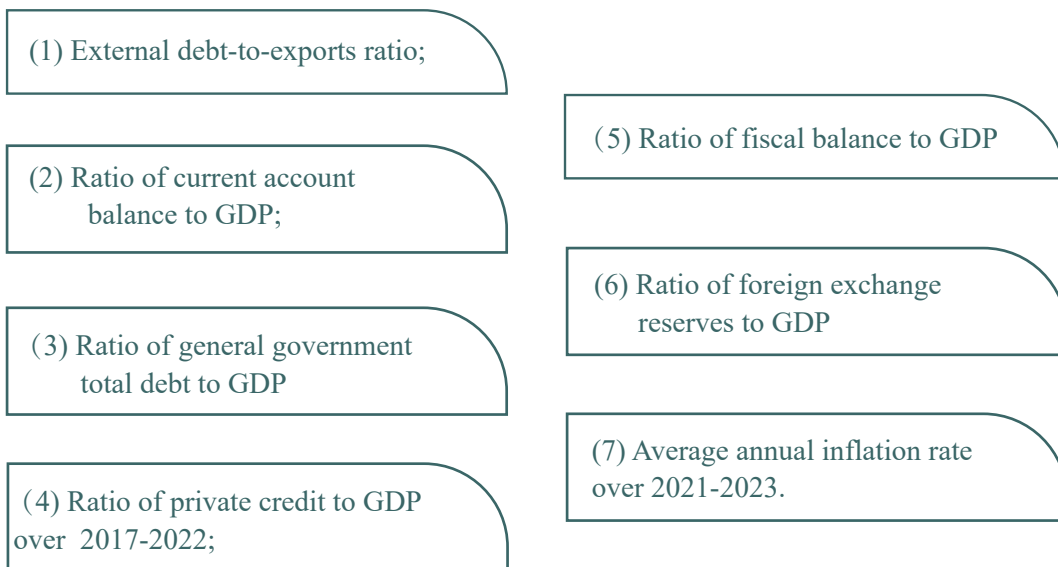 (1) External debt-to-exports ratio;
(2) Ratio of current account
balance to GDP;
（3) Ratio of general government
total debt to GDP
（4) Ratio of private credit to GDP
over 2017-2022;
（5) Ratio of fiscal balance to GDP
(6) Ratio of foreign exchange
reserves to GDP
(7) Average annual inflation rate
over 2021-2023.